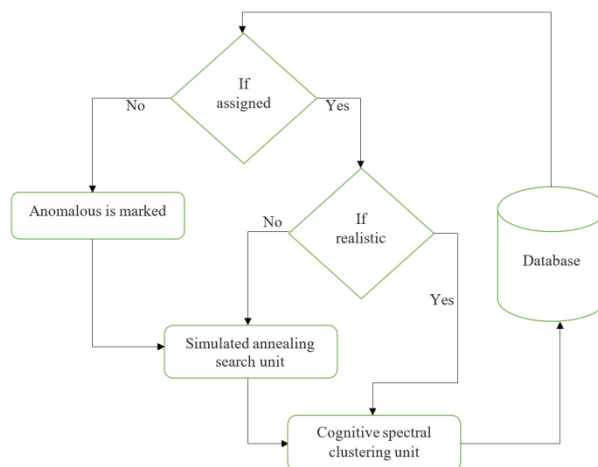 If
assigned
No
Yes
Anomalous is marked
If
realistic
No
Yes
Database
Simulated annealing
search unit
Cognitive spectral
clustering unit